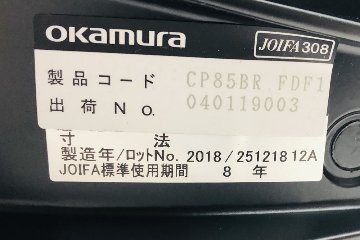 okamura
JOIFA308
製品コード CP85BR FDF1
出荷No. 040119003
寸 法
製造年/ロットNo. 2018/25121812A
JOIFA標準使用期間 8 年